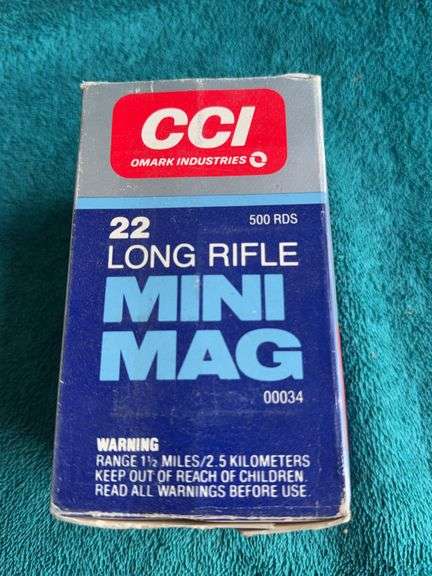 CCI
OMARK INDUSTRIES
22 500 RDS
LONG RIFLE
MINI
MAG
00034
WARNING
RANGE 1½ MILES/2.5 KILOMETERS
KEEP OUT OF REACH OF CHILDREN.
READ ALL WARNINGS BEFORE USE.